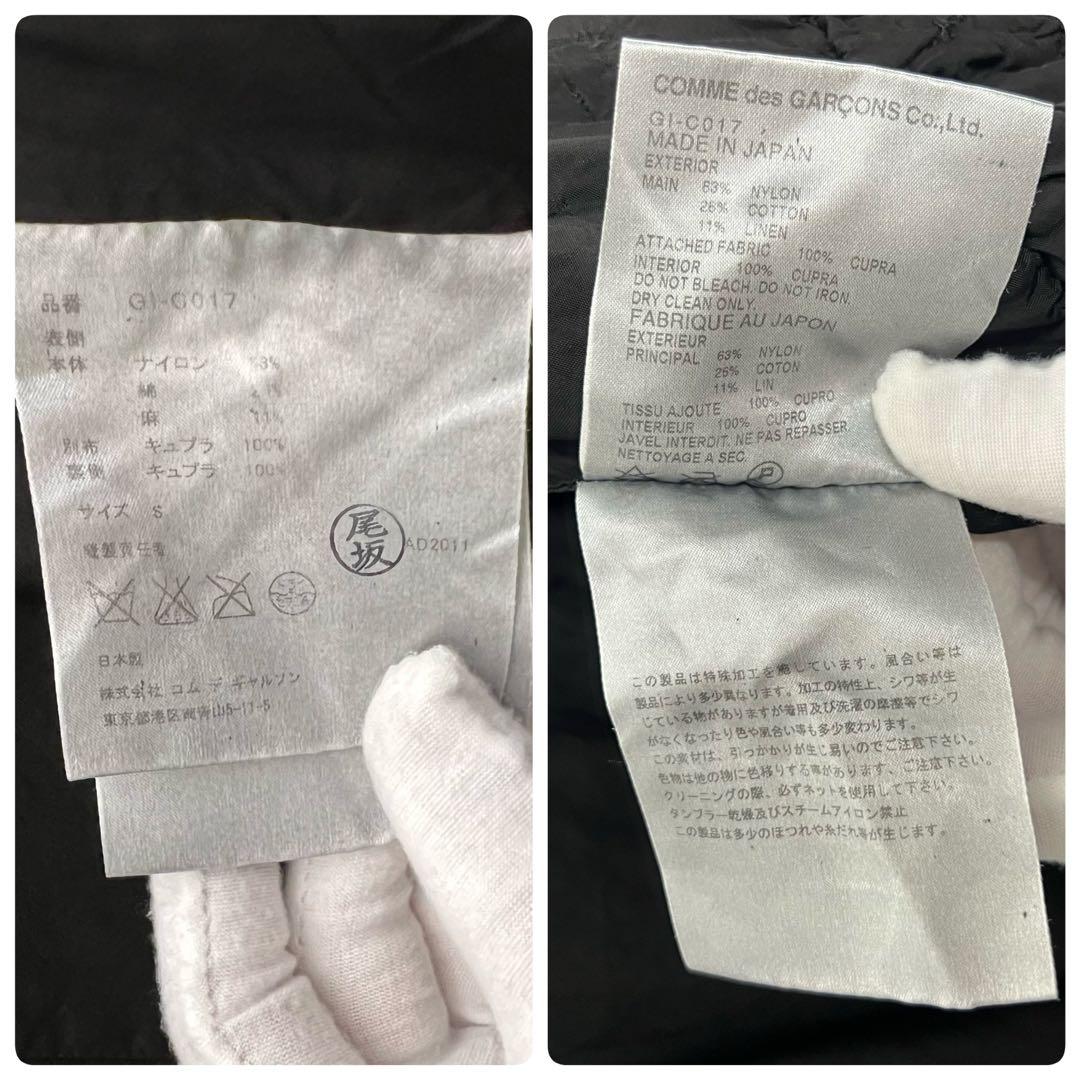 品番 GI-C017
表側
本体 ナイロン
綿
麻 11%
別布 キュプラ 100%
裏側 キュプラ 100%
サイズ S
縫製責任者
尾坂
AD2011
日本製
株式会社 コム デ ギャルソン
東京都港区南青山5-11-5
COMME des GARÇONS Co.,Ltd.
GI-C017
MADE IN JAPAN
EXTERIOR
MAIN 63% NYLON
26% COTTON
11% LINEN
ATTACHED FABRIC 100% CUPRA
INTERIOR 100% CUPRA
DO NOT BLEACH. DO NOT IRON.
DRY CLEAN ONLY.
FABRIQUE AU JAPON
EXTERIEUR
PRINCIPAL 63% NYLON
26% COTON
11% LIN
TISSU AJOUTE 100% CUPRO
INTERIEUR 100% CUPRO
JAVEL INTERDIT. NE PAS REPASSER
NETTOYAGE A SEC.
この製品は特殊加工を施しています。風合い等は
製品により多少異なります。加工の特性上、シワ等が生
じている物がありますが着用及び洗濯の摩擦等でシワ
がなくなったり色や風合い等も多少変わります。
この素材は、引っかかりが生じ易いのでご注意下さい。
色物は他の物に色移りする事があります、ご注意下さい。
クリーニングの際、必ずネットを使用して下さい。
タンブラー乾燥及びスチームアイロン禁止
この製品は多少のほつれや糸だれ等が生じます。